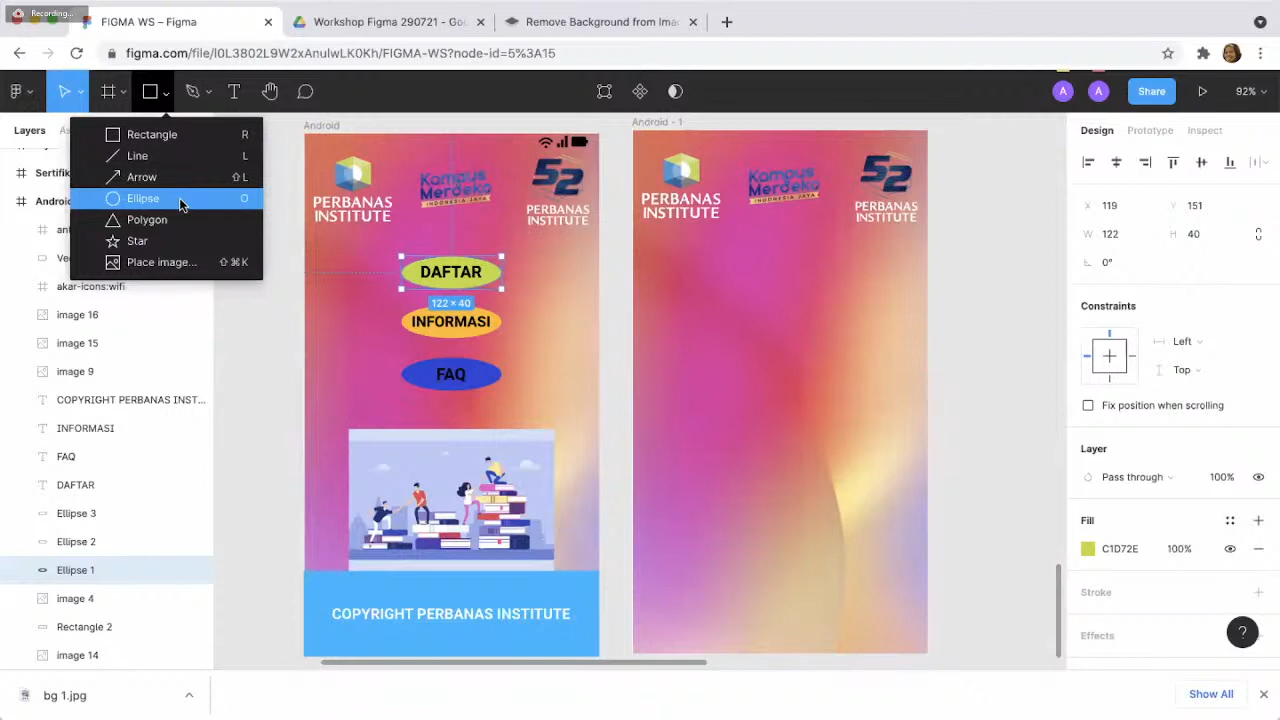 Recording...
FIGMA WS – Figma
Workshop Figma 290721 - Goo
Remove Background from Imag
figma.com/file/l0L3802L9W2xAnulwLK0Kh/FIGMA-WS?node-id=5%3A15
A
A
Share
92%
Layers
As
Rectangle R
Line L
Arrow ⇧L
Ellipse O
Polygon
Star
Place image... ⇧⌘K
Sertifik
Android
ant
Vec
akar-icons:wifi
image 16
image 15
image 9
COPYRIGHT PERBANAS INST...
INFORMASI
FAQ
DAFTAR
Ellipse 3
Ellipse 2
Ellipse 1
image 4
Rectangle 2
image 14
Android
PERBANAS
INSTITUTE
Kampus
Merdeka
INDONESIA JAYA
52
PERBANAS
INSTITUTE
DAFTAR
122 × 40
INFORMASI
FAQ
COPYRIGHT PERBANAS INSTITUTE
Android - 1
PERBANAS
INSTITUTE
Kampus
Merdeka
INDONESIA JAYA
52
PERBANAS
INSTITUTE
Design Prototype Inspect
X 119 Y 151
W 122 H 40
0°
Constraints
Left
Top
Fix position when scrolling
Layer
Pass through 100%
Fill
C1D72E 100%
Stroke
Effects
?
bg 1.jpg
Show All